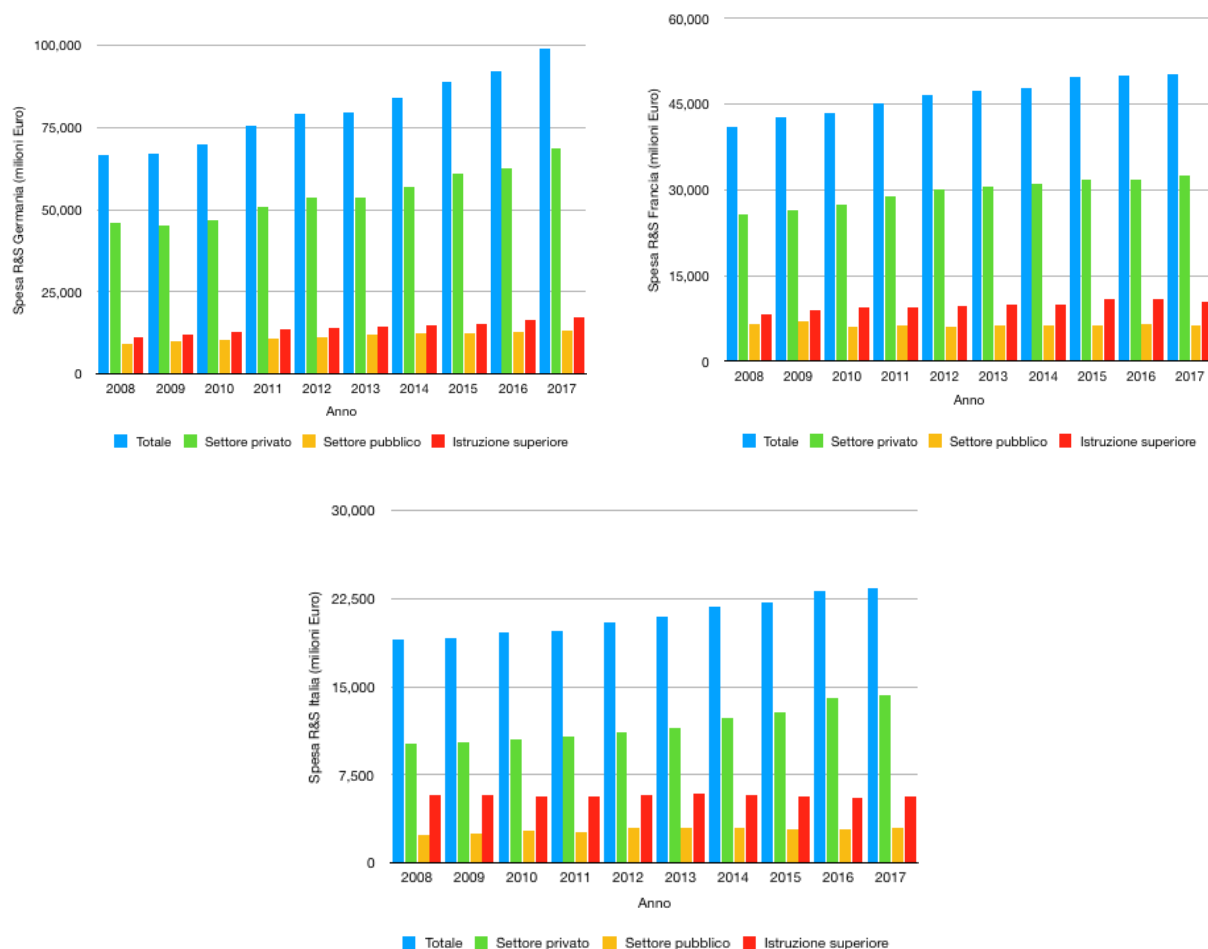 Spesa R&S Germania (milioni Euro)
100,000
75,000
50,000
25,000
0
2008 2009 2010 2011 2012 2013 2014 2015 2016 2017
Anno
Totale Settore privato Settore pubblico Istruzione superiore
Spesa R&S Francia (milioni Euro)
60,000
45,000
30,000
15,000
0
2008 2009 2010 2011 2012 2013 2014 2015 2016 2017
Anno
Totale Settore privato Settore pubblico Istruzione superiore
Spesa R&S Italia (milioni Euro)
30,000
22,500
15,000
7,500
0
2008 2009 2010 2011 2012 2013 2014 2015 2016 2017
Anno
Totale Settore privato Settore pubblico Istruzione superiore